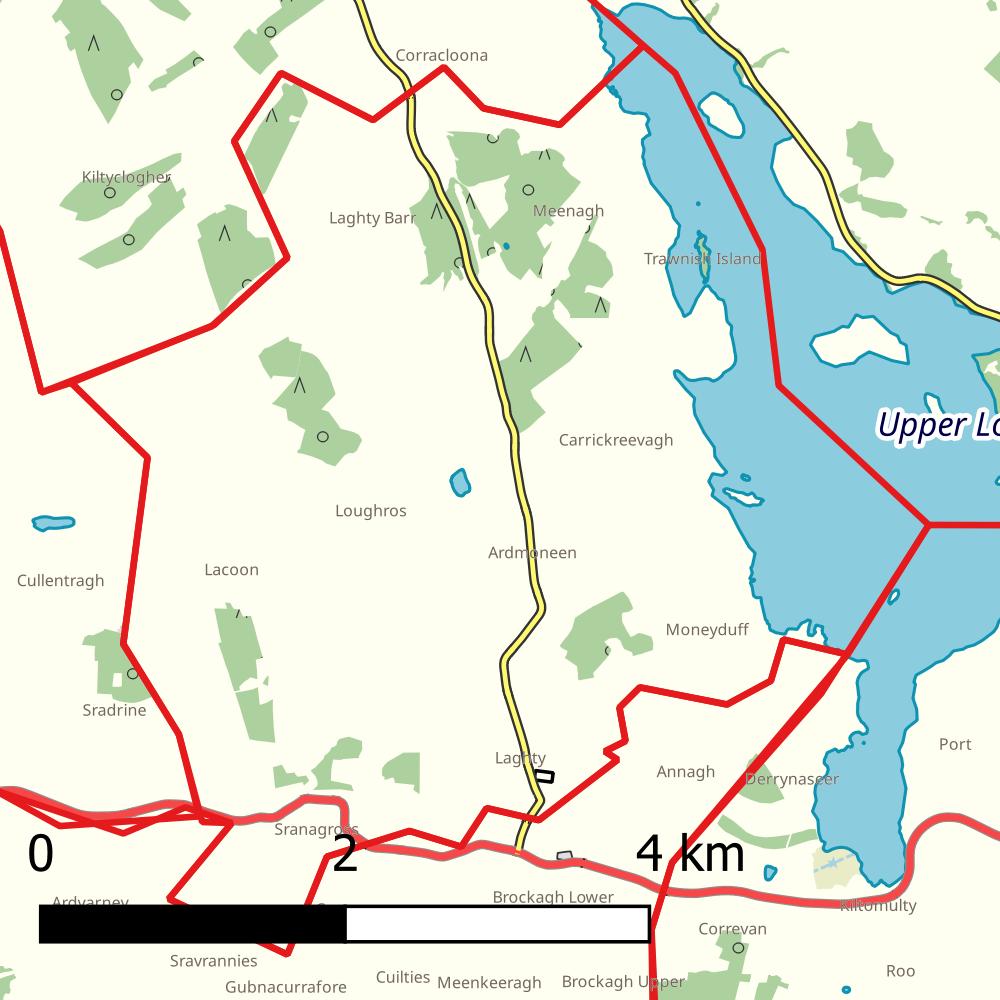 Corracloona
Kiltyclogher
Laghty Barr
Meenagh
Trawnish Island
Upper Lo
Carrickreevagh
Loughros
Ardmoneen
Lacoon
Cullentragh
Moneyduff
Sradrine
Port
Laghty
Annagh
Derrynaseer
Sranagross
0 2 4 km
Ardvarney
Brockagh Lower
Kiltomulty
Correvan
Sravrannies
Roo
Cuilties
Meenkeeragh
Brockagh Upper
Gubnacurrafore